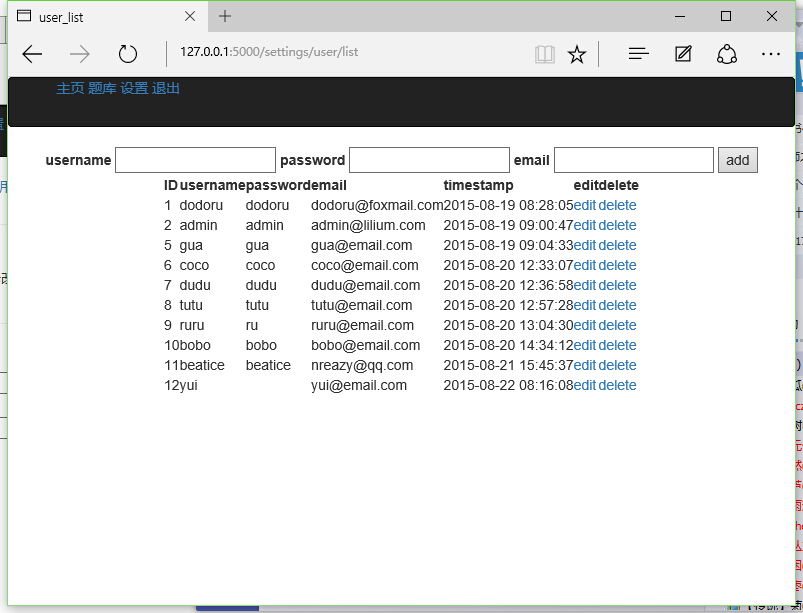 user_list
127.0.0.1:5000/settings/user/list
主页 题库 设置 退出
username password email add
ID username password email timestamp edit delete
1 dodoru dodoru dodoru@foxmail.com 2015-08-19 08:28:05 edit delete
2 admin admin admin@lilium.com 2015-08-19 09:00:47 edit delete
5 gua gua gua@email.com 2015-08-19 09:04:33 edit delete
6 coco coco coco@email.com 2015-08-20 12:33:07 edit delete
7 dudu dudu dudu@email.com 2015-08-20 12:36:58 edit delete
8 tutu tutu tutu@email.com 2015-08-20 12:57:28 edit delete
9 ruru ru ruru@email.com 2015-08-20 13:04:30 edit delete
10 bobo bobo bobo@email.com 2015-08-20 14:34:12 edit delete
11 beatice beatice nreazy@qq.com 2015-08-21 15:45:37 edit delete
12 yui yui@email.com 2015-08-22 08:16:08 edit delete